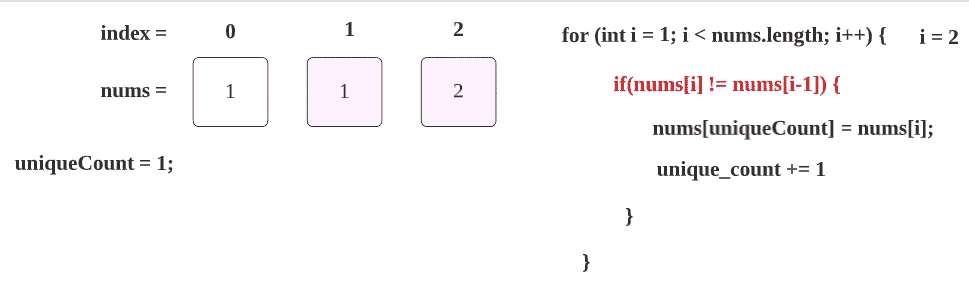 index = 0 1 2
nums = 1 1 2
uniqueCount = 1;
for (int i = 1; i < nums.length; i++) { i = 2
if(nums[i] != nums[i-1]) {
nums[uniqueCount] = nums[i];
unique_count += 1
}
}